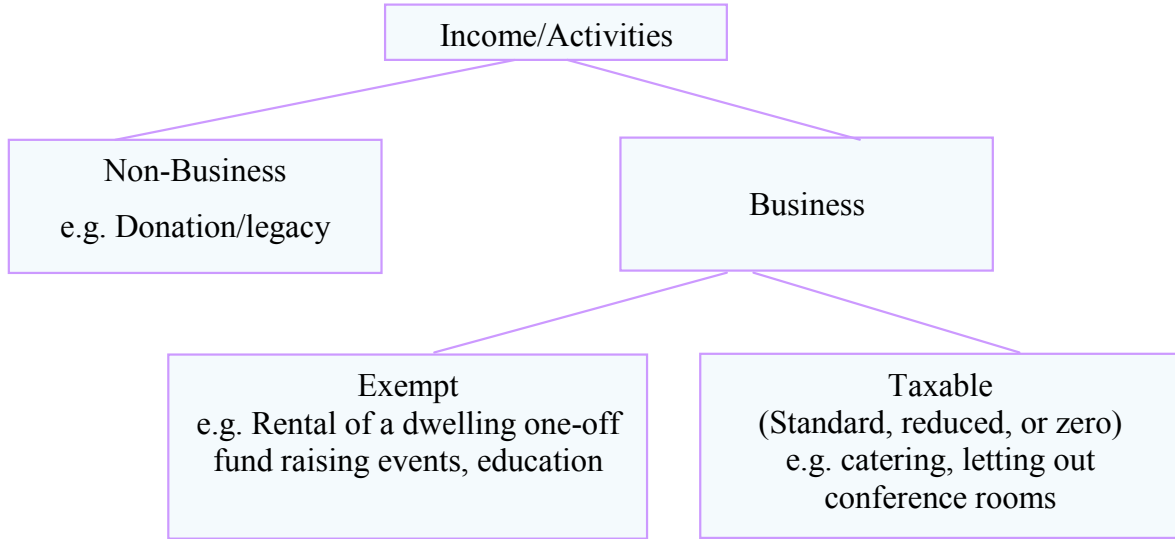 Income/Activities
Non-Business
e.g. Donation/legacy
Business
Exempt
e.g. Rental of a dwelling one-off
fund raising events, education
Taxable
(Standard, reduced, or zero)
e.g. catering, letting out
conference rooms